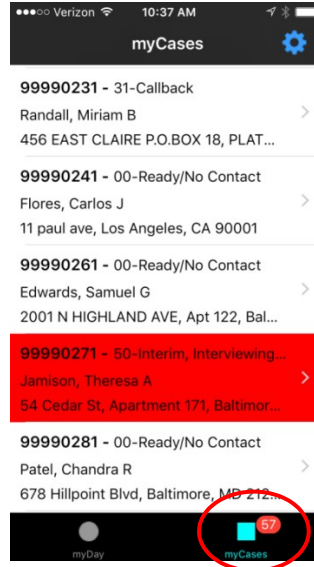 Verizon 10:37 AM
myCases
99990231 - 31-Callback
Randall, Miriam B
456 EAST CLAIRE P.O.BOX 18, PLAT...
99990241 - 00-Ready/No Contact
Flores, Carlos J
11 paul ave, Los Angeles, CA 90001
99990261 - 00-Ready/No Contact
Edwards, Samuel G
2001 N HIGHLAND AVE, Apt 122, Bal...
99990271 - 50-Interim, Interviewing...
Jamison, Theresa A
54 Cedar St, Apartment 171, Baltimor...
99990281 - 00-Ready/No Contact
Patel, Chandra R
678 Hillpoint Blvd, Baltimore, MD 212...
57
myDay myCases